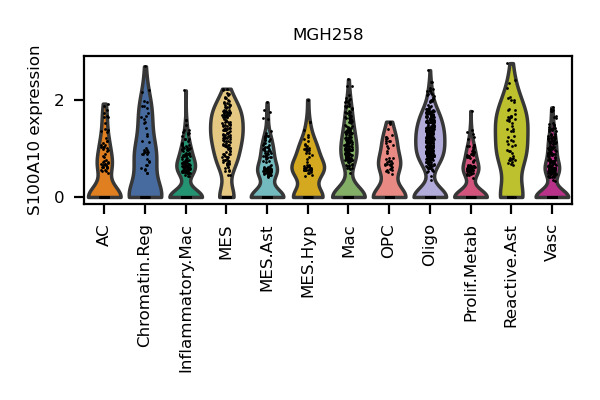 MGH258
S100A10 expression
2
0
AC
Chromatin.Reg
Inflammatory.Mac
MES
MES.Ast
MES.Hyp
Mac
OPC
Oligo
Prolif.Metab
Reactive.Ast
Vasc